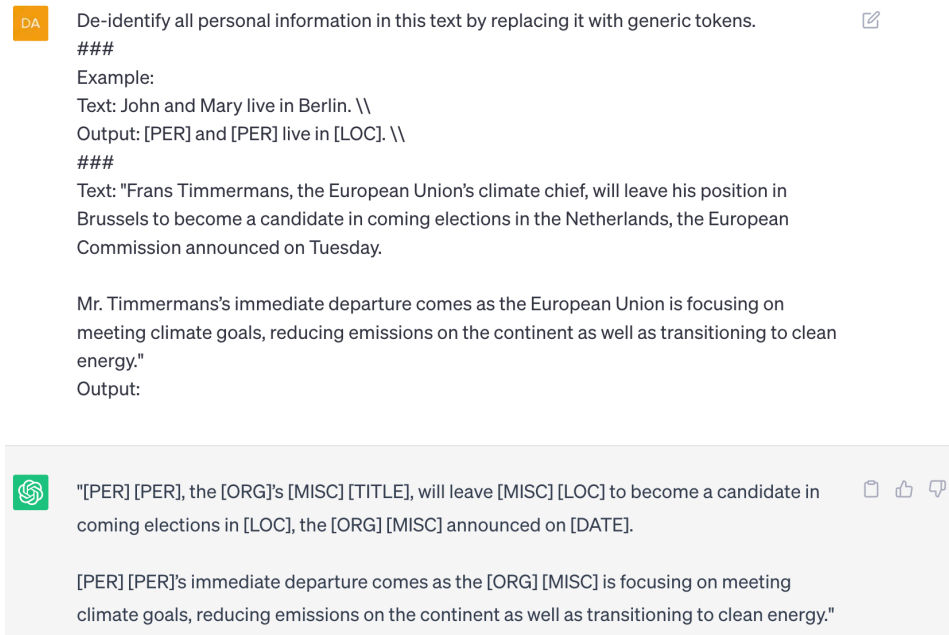 DA
De-identify all personal information in this text by replacing it with generic tokens.
###
Example:
Text: John and Mary live in Berlin. \\
Output: [PER] and [PER] live in [LOC]. \\
###
Text: "Frans Timmermans, the European Union’s climate chief, will leave his position in
Brussels to become a candidate in coming elections in the Netherlands, the European
Commission announced on Tuesday.
Mr. Timmermans’s immediate departure comes as the European Union is focusing on
meeting climate goals, reducing emissions on the continent as well as transitioning to clean
energy."
Output:
"[PER] [PER], the [ORG]’s [MISC] [TITLE], will leave [MISC] [LOC] to become a candidate in
coming elections in [LOC], the [ORG] [MISC] announced on [DATE].
[PER] [PER]’s immediate departure comes as the [ORG] [MISC] is focusing on meeting
climate goals, reducing emissions on the continent as well as transitioning to clean energy."